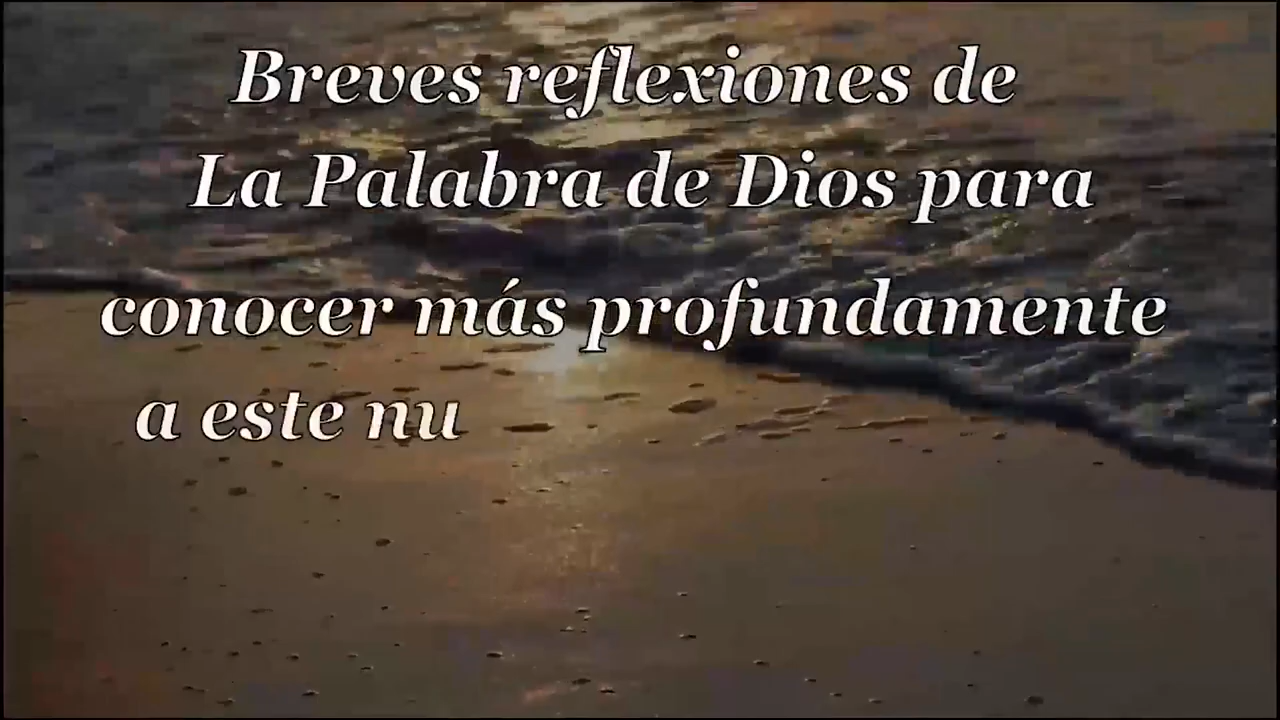 Breves reflexiones de
La Palabra de Dios para
conocer más profundamente
a este nu